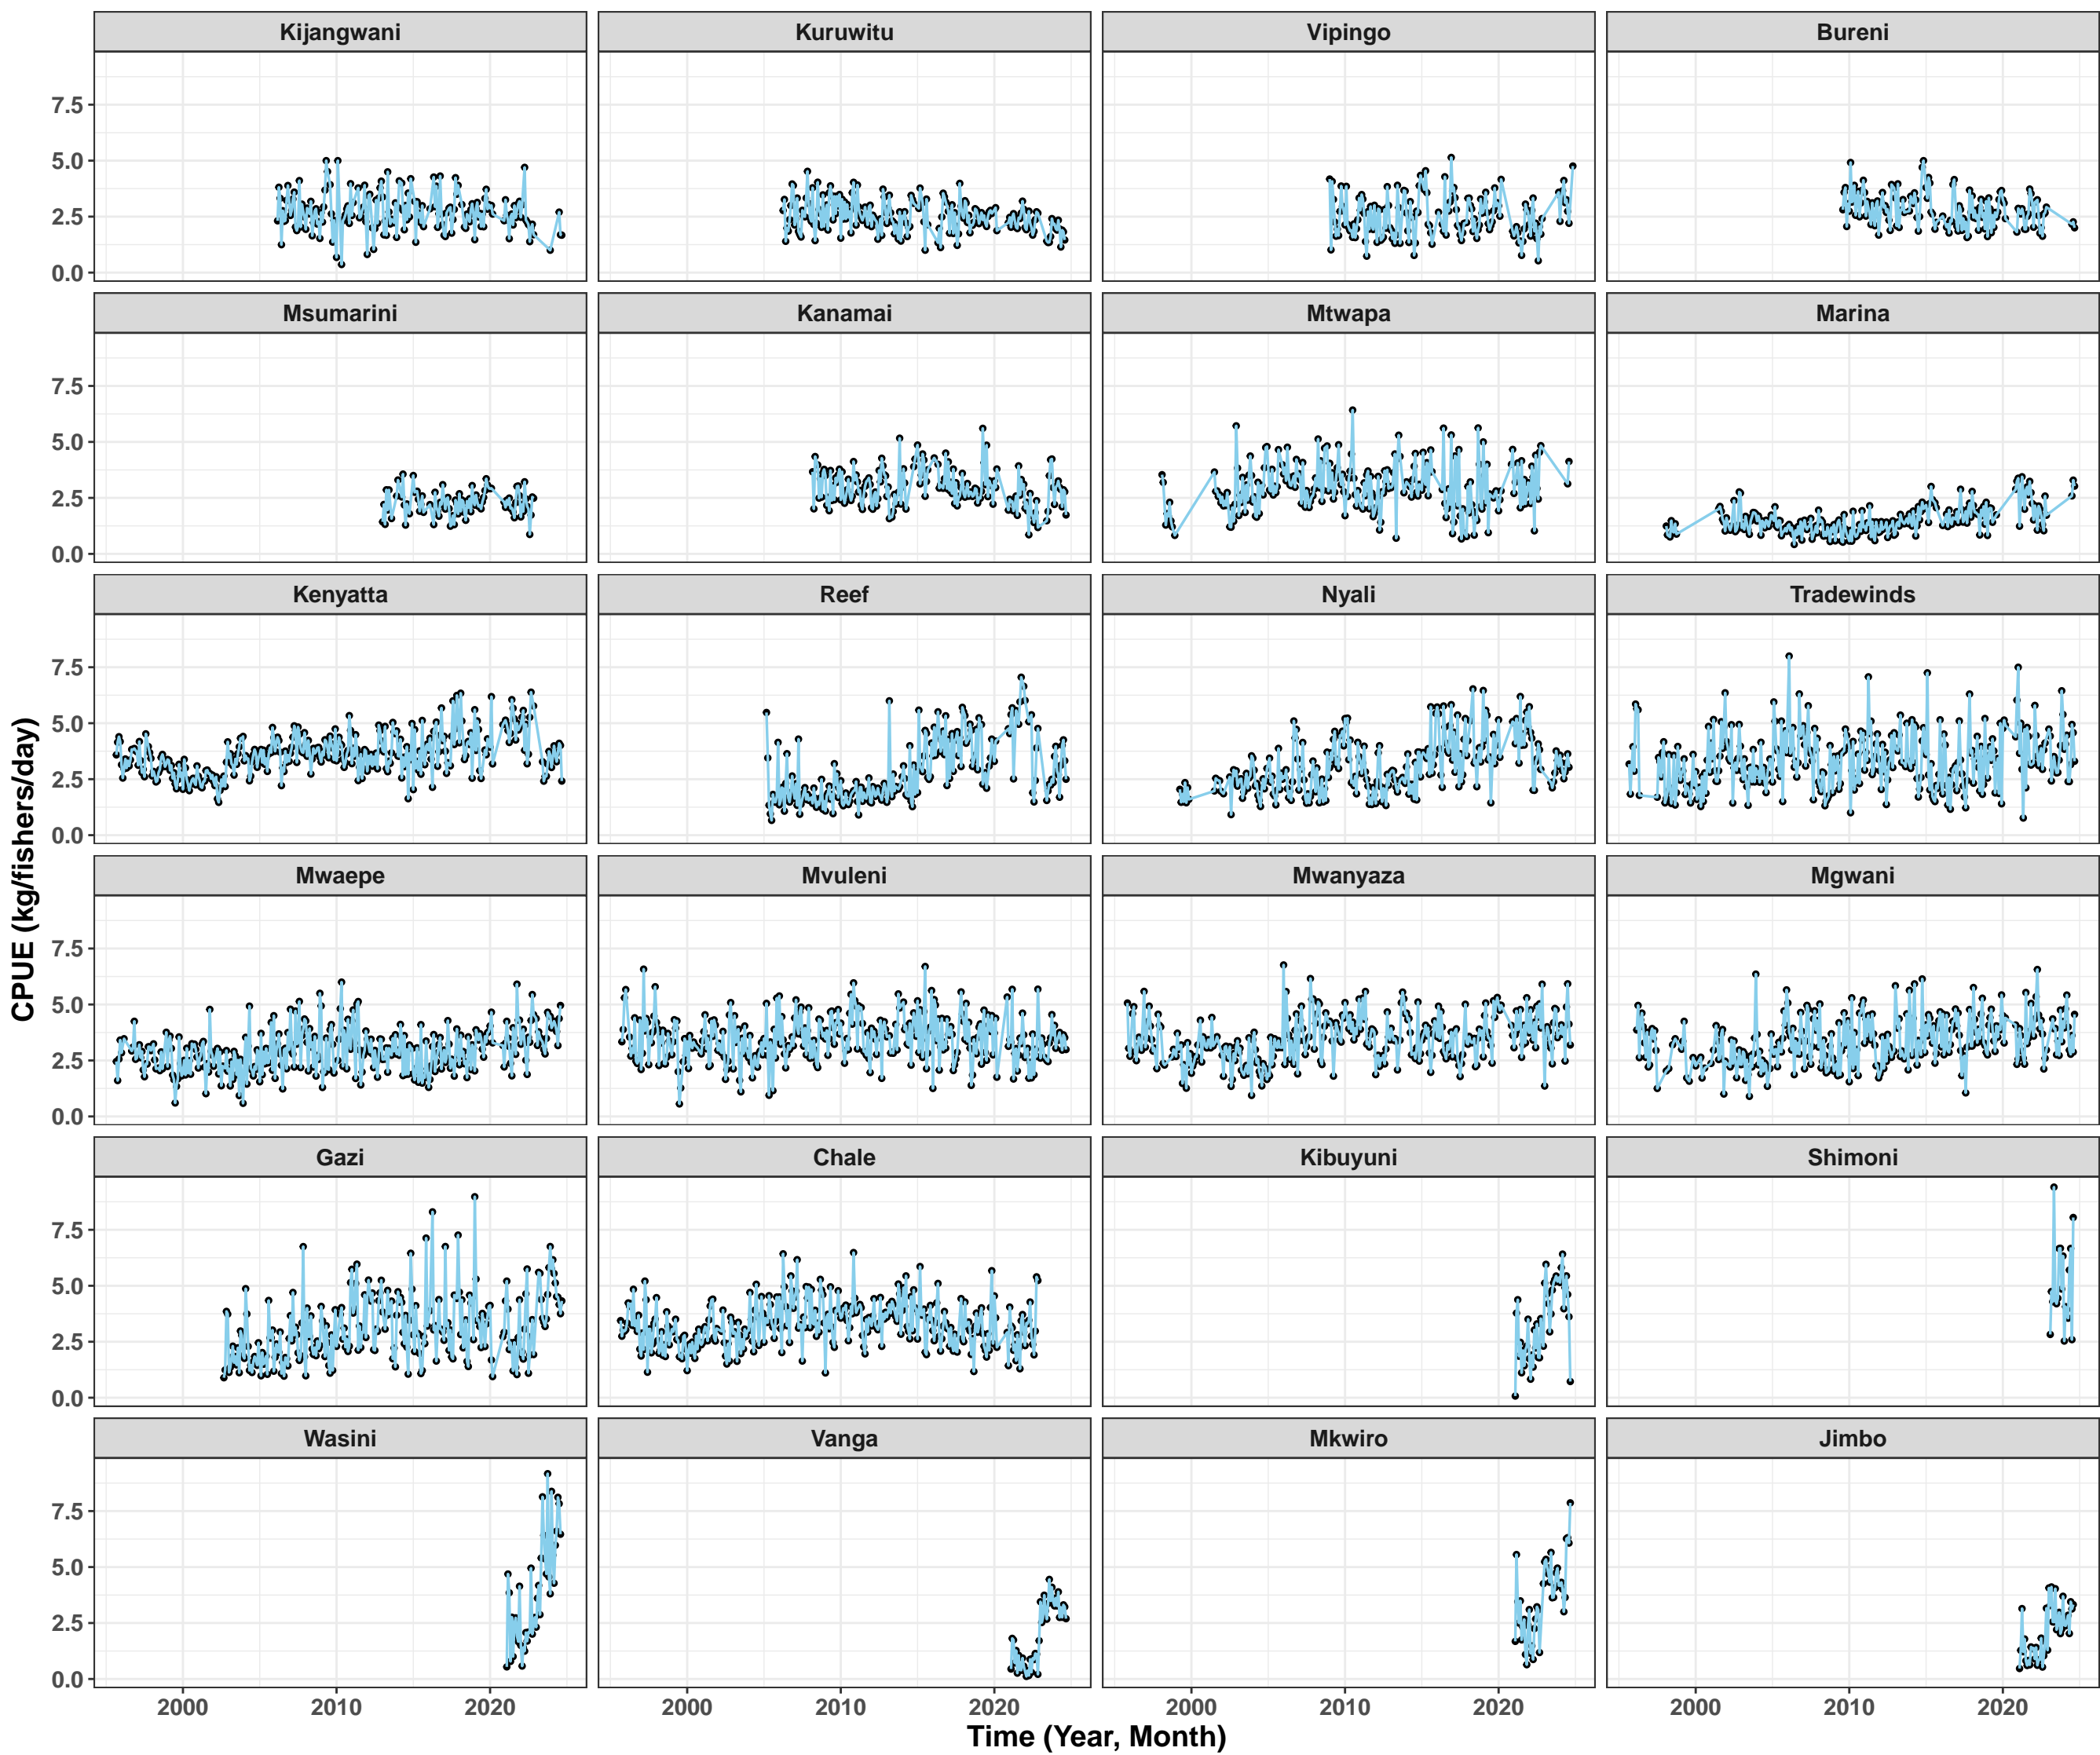 Kijangwani Kuruwitu Vipingo Bureni
7.5
5.0
2.5
0.0
Msumarini Kanamai Mtwapa Marina
7.5
5.0
2.5
0.0
Kenyatta Reef Nyali Tradewinds
7.5
5.0
2.5
0.0
Mwaepe Mvuleni Mwanyaza Mgwani
7.5
5.0
2.5
0.0
Gazi Chale Kibuyuni Shimoni
7.5
5.0
2.5
0.0
Wasini Vanga Mkwiro Jimbo
7.5
5.0
2.5
0.0
2000 2010 2020 2000 2010 2020 2000 2010 2020 2000 2010 2020
Time (Year, Month)
CPUE (kg/fishers/day)